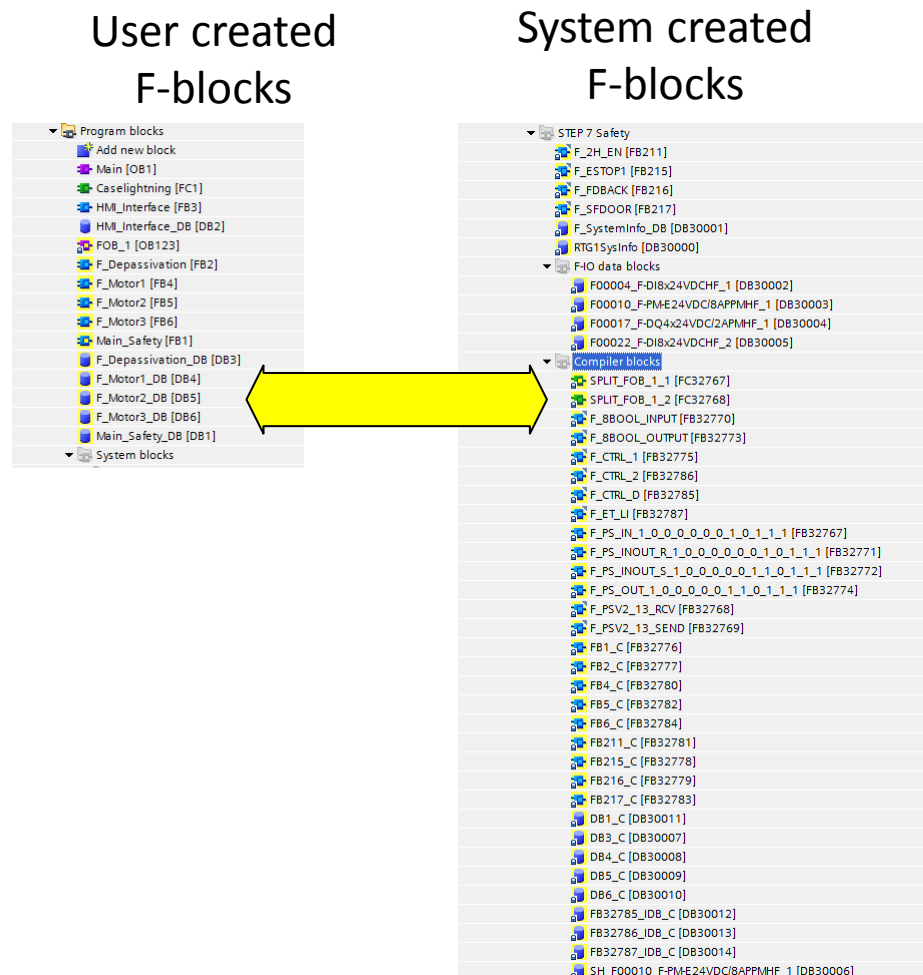 User created
F-blocks
Program blocks
Add new block
Main [OB1]
Caselightning [FC1]
HMI_Interface [FB3]
HMI_Interface_DB [DB2]
FOB_1 [OB123]
F_Depassivation [FB2]
F_Motor1 [FB4]
F_Motor2 [FB5]
F_Motor3 [FB6]
Main_Safety [FB1]
F_Depassivation_DB [DB3]
F_Motor1_DB [DB4]
F_Motor2_DB [DB5]
F_Motor3_DB [DB6]
Main_Safety_DB [DB1]
System blocks
System created
F-blocks
STEP 7 Safety
F_2H_EN [FB211]
F_ESTOP1 [FB215]
F_FDBACK [FB216]
F_SFDOOR [FB217]
F_SystemInfo_DB [DB30001]
RTG1SysInfo [DB30000]
F-IO data blocks
F00004_F-DI8x24VDCHF_1 [DB30002]
F00010_F-PM-E24VDC/8APPMHF_1 [DB30003]
F00017_F-DQ4x24VDC/2APMHF_1 [DB30004]
F00022_F-DI8x24VDCHF_2 [DB30005]
Compiler blocks
SPLIT_FOB_1_1 [FC32767]
SPLIT_FOB_1_2 [FC32768]
F_8BOOL_INPUT [FB32770]
F_8BOOL_OUTPUT [FB32773]
F_CTRL_1 [FB32775]
F_CTRL_2 [FB32786]
F_CTRL_D [FB32785]
F_ET_LI [FB32787]
F_PS_IN_1_0_0_0_0_0_0_1_0_1_1_1 [FB32767]
F_PS_INOUT_R_1_0_0_0_0_0_0_1_0_1_1_1 [FB32771]
F_PS_INOUT_S_1_0_0_0_0_0_1_1_0_1_1_1 [FB32772]
F_PS_OUT_1_0_0_0_0_0_1_1_0_1_1_1 [FB32774]
F_PSV2_13_RCV [FB32768]
F_PSV2_13_SEND [FB32769]
FB1_C [FB32776]
FB2_C [FB32777]
FB4_C [FB32780]
FB5_C [FB32782]
FB6_C [FB32784]
FB211_C [FB32781]
FB215_C [FB32778]
FB216_C [FB32779]
FB217_C [FB32783]
DB1_C [DB30011]
DB3_C [DB30007]
DB4_C [DB30008]
DB5_C [DB30009]
DB6_C [DB30010]
FB32785_IDB_C [DB30012]
FB32786_IDB_C [DB30013]
FB32787_IDB_C [DB30014]
SH_F00010_F-PM-E24VDC/8APPMHF_1 [DB30006]